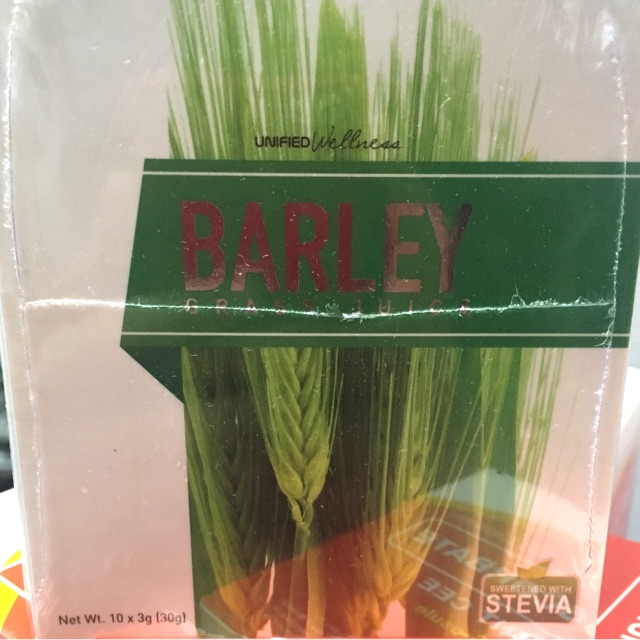 UNIFIED Wellness
BARLEY
GRASS JUICE
SWEETENED WITH
STEVIA
Net Wt. 10 x 3g (30g)